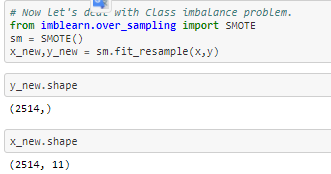 # Now let's deal with Class imbalance problem.
from imblearn.over_sampling import SMOTE
sm = SMOTE()
x_new,y_new = sm.fit_resample(x,y)
y_new.shape
(2514,)
x_new.shape
(2514, 11)